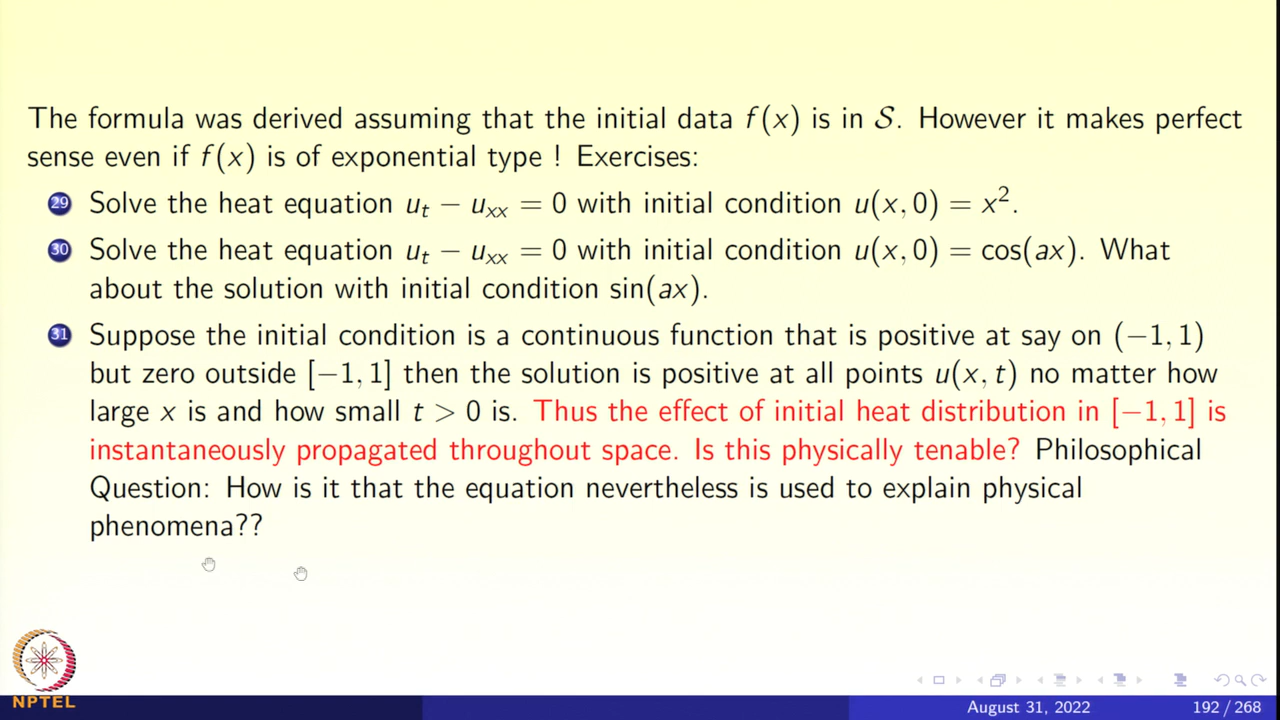 The formula was derived assuming that the initial data f(x) is in 𝒮. However it makes perfect
sense even if f(x) is of exponential type ! Exercises:
29 Solve the heat equation uₜ − uₓₓ = 0 with initial condition u(x, 0) = x².
30 Solve the heat equation uₜ − uₓₓ = 0 with initial condition u(x, 0) = cos(ax). What
about the solution with initial condition sin(ax).
31 Suppose the initial condition is a continuous function that is positive at say on (−1, 1)
but zero outside [−1, 1] then the solution is positive at all points u(x, t) no matter how
large x is and how small t > 0 is. Thus the effect of initial heat distribution in [−1, 1] is
instantaneously propagated throughout space. Is this physically tenable? Philosophical
Question: How is it that the equation nevertheless is used to explain physical
phenomena??
NPTEL
August 31, 2022 192 / 268